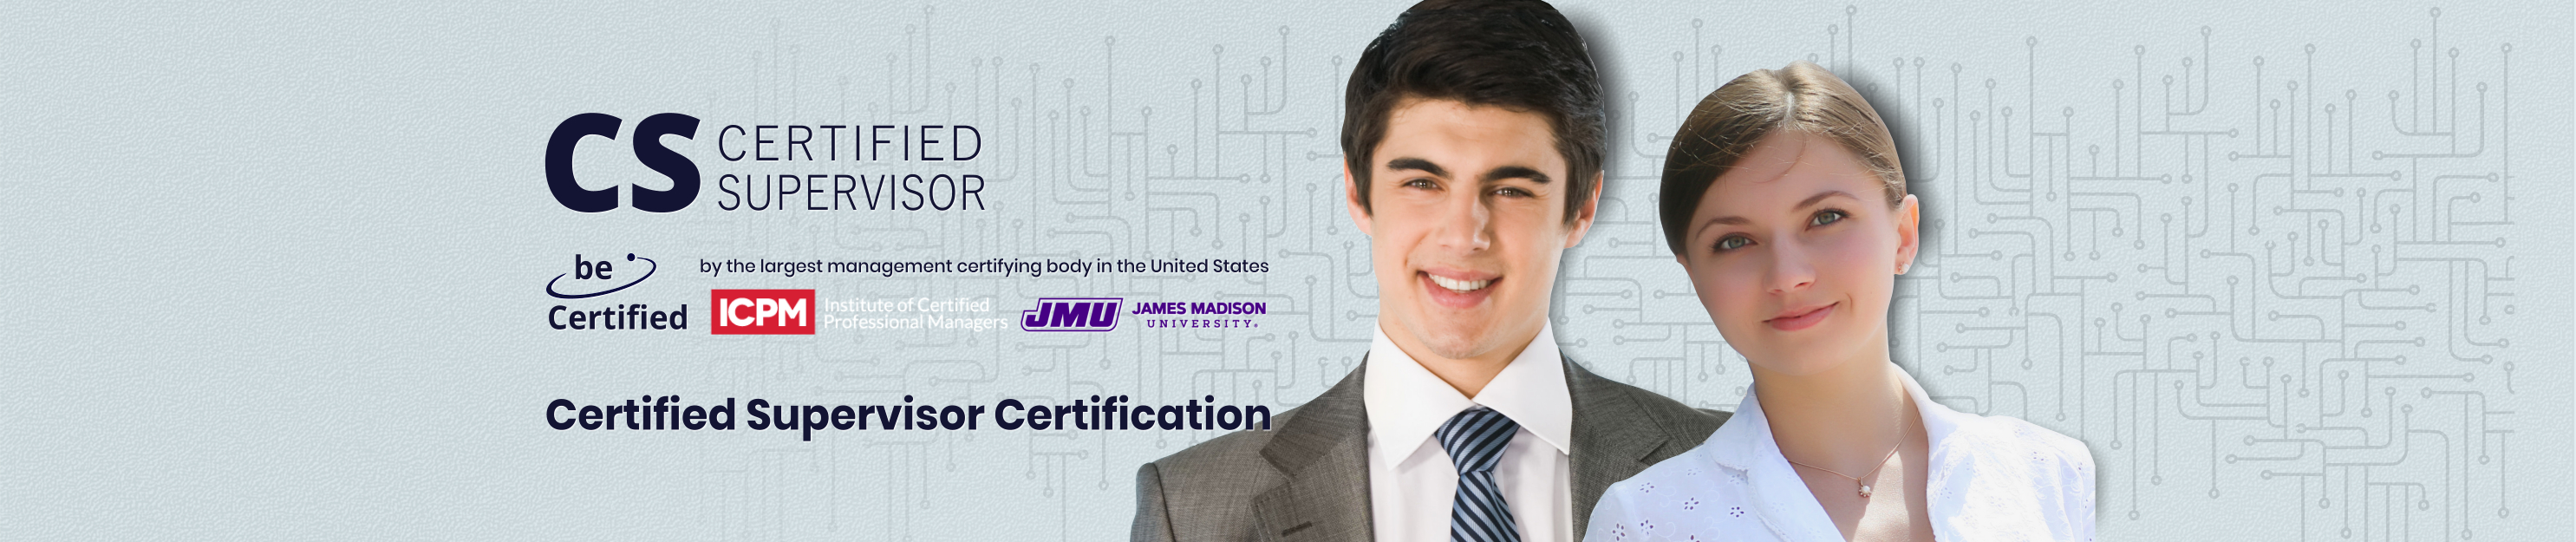 CS CERTIFIED
SUPERVISOR
be
Certified
by the largest management certifying body in the United States
ICPM Institute of Certified
Professional Managers
JMU JAMES MADISON
UNIVERSITY.
Certified Supervisor Certification